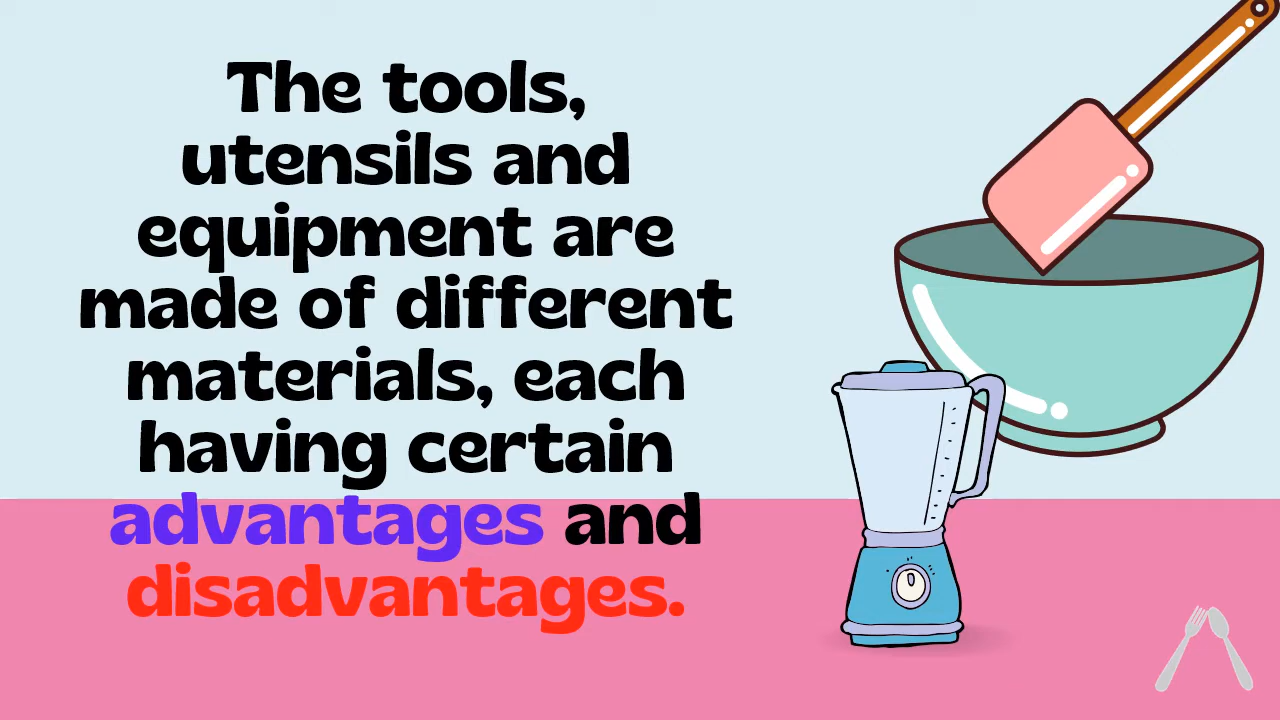 The tools,
utensils and
equipment are
made of different
materials, each
having certain
advantages and
disadvantages.